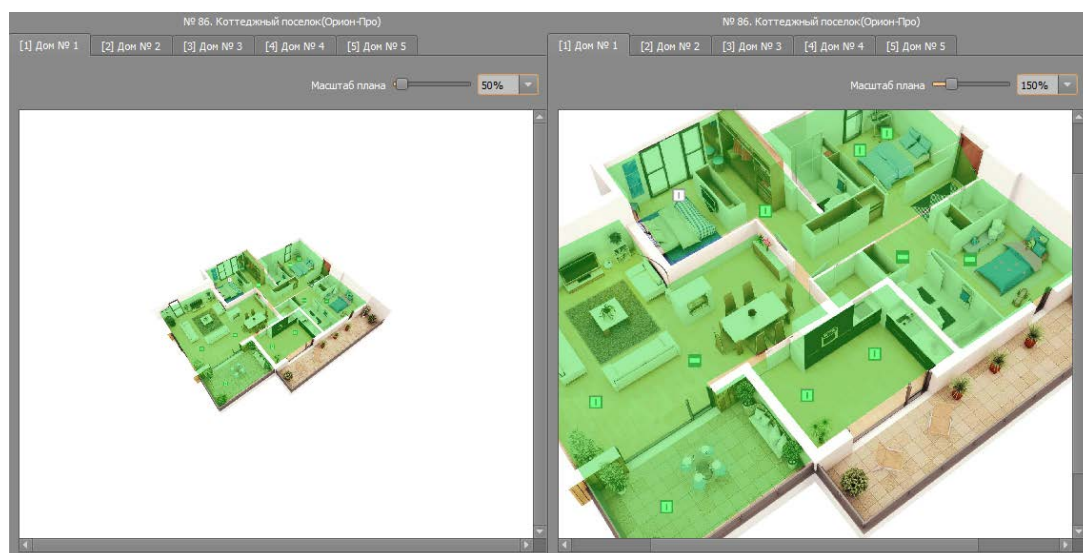 № 86. Коттеджный поселок(Орион-Про)
[1] Дом № 1 [2] Дом № 2 [3] Дом № 3 [4] Дом № 4 [5] Дом № 5
Масштаб плана 50%
№ 86. Коттеджный поселок(Орион-Про)
[1] Дом № 1 [2] Дом № 2 [3] Дом № 3 [4] Дом № 4 [5] Дом № 5
Масштаб плана 150%